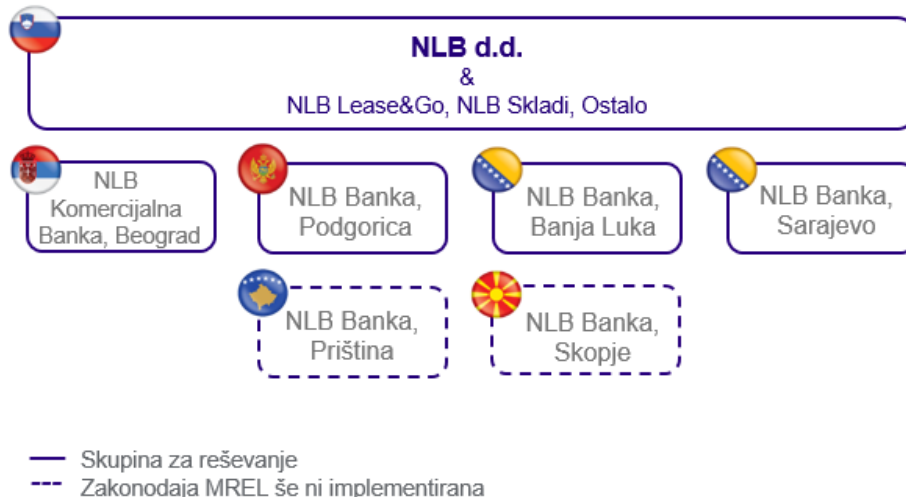 NLB d.d.
&
NLB Lease&Go, NLB Skladi, Ostalo
NLB
Komercijalna
Banka, Beograd
NLB Banka,
Podgorica
NLB Banka,
Banja Luka
NLB Banka,
Sarajevo
NLB Banka,
Priština
NLB Banka,
Skopje
Skupina za reševanje
Zakonodaja MREL še ni implementirana